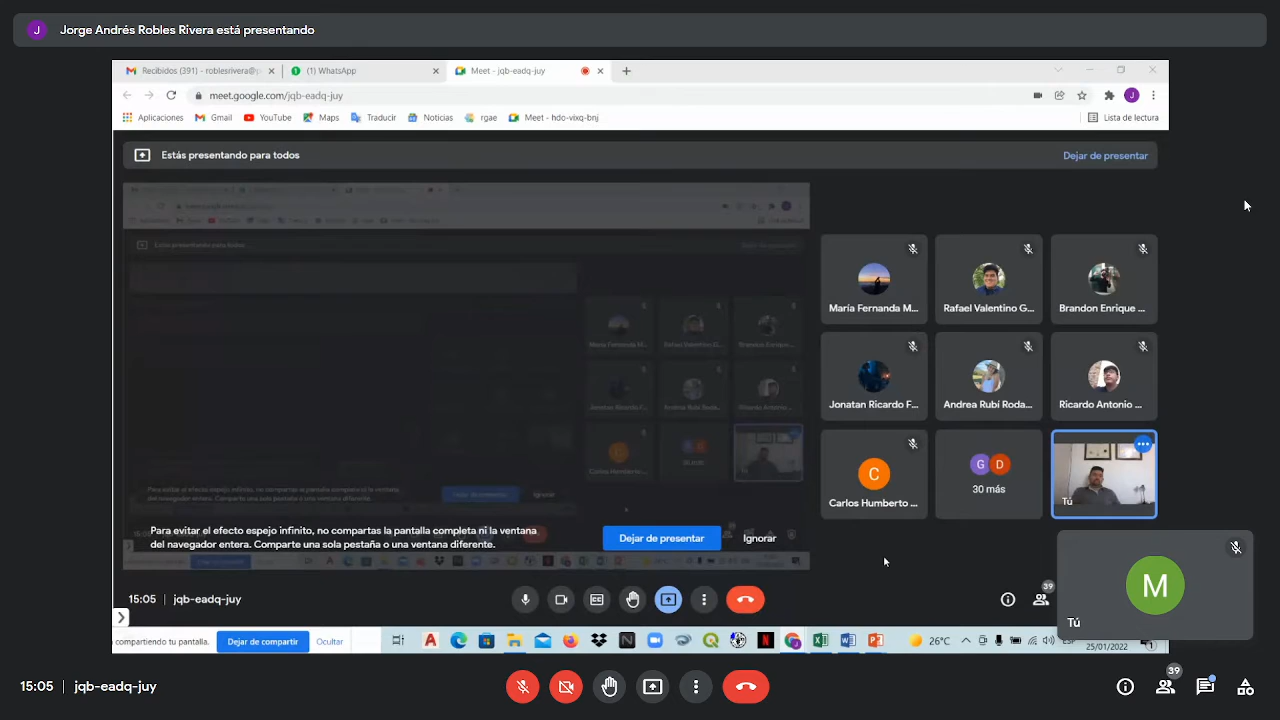 J Jorge Andrés Robles Rivera está presentando
Recibidos (391) - roblesrivera@p
(1) WhatsApp
Meet - jqb-eadq-juy
meet.google.com/jqb-eadq-juy
J
Aplicaciones Gmail YouTube Maps Traducir Noticias rgae Meet - hdo-vixq-bnj Lista de lectura
Estás presentando para todos Dejar de presentar
María Fernanda M... Rafael Valentino G... Brandon Enrique ...
Jonatan Ricardo F... Andrea Rubí Roda... Ricardo Antonio ...
C G D
Carlos Humberto ... 30 más Tú
Para evitar el efecto espejo infinito, no compartas la pantalla completa ni la ventana
del navegador entera. Comparte una sola pestaña o una ventana diferente.
Dejar de presentar Ignorar
M
Tú
15:05 | jqb-eadq-juy 39
compartiendo tu pantalla. Dejar de compartir Ocultar
26°C
25/01/2022
15:05 | jqb-eadq-juy 39